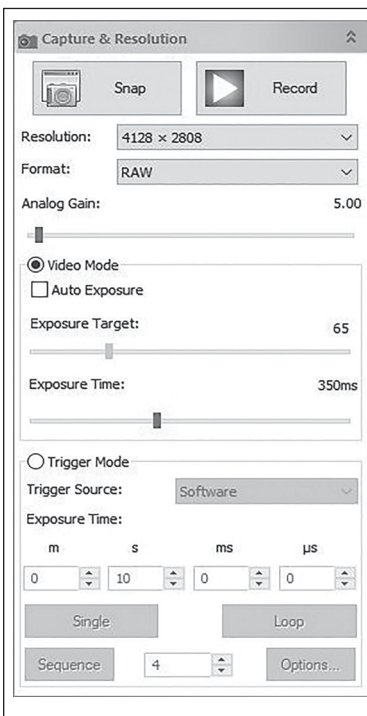 Capture & Resolution
Snap Record
Resolution: 4128 × 2808
Format: RAW
Analog Gain: 5.00
Video Mode
Auto Exposure
Exposure Target: 65
Exposure Time: 350ms
Trigger Mode
Trigger Source: Software
Exposure Time:
m s ms µs
0 10 0 0
Single Loop
Sequence 4 Options...